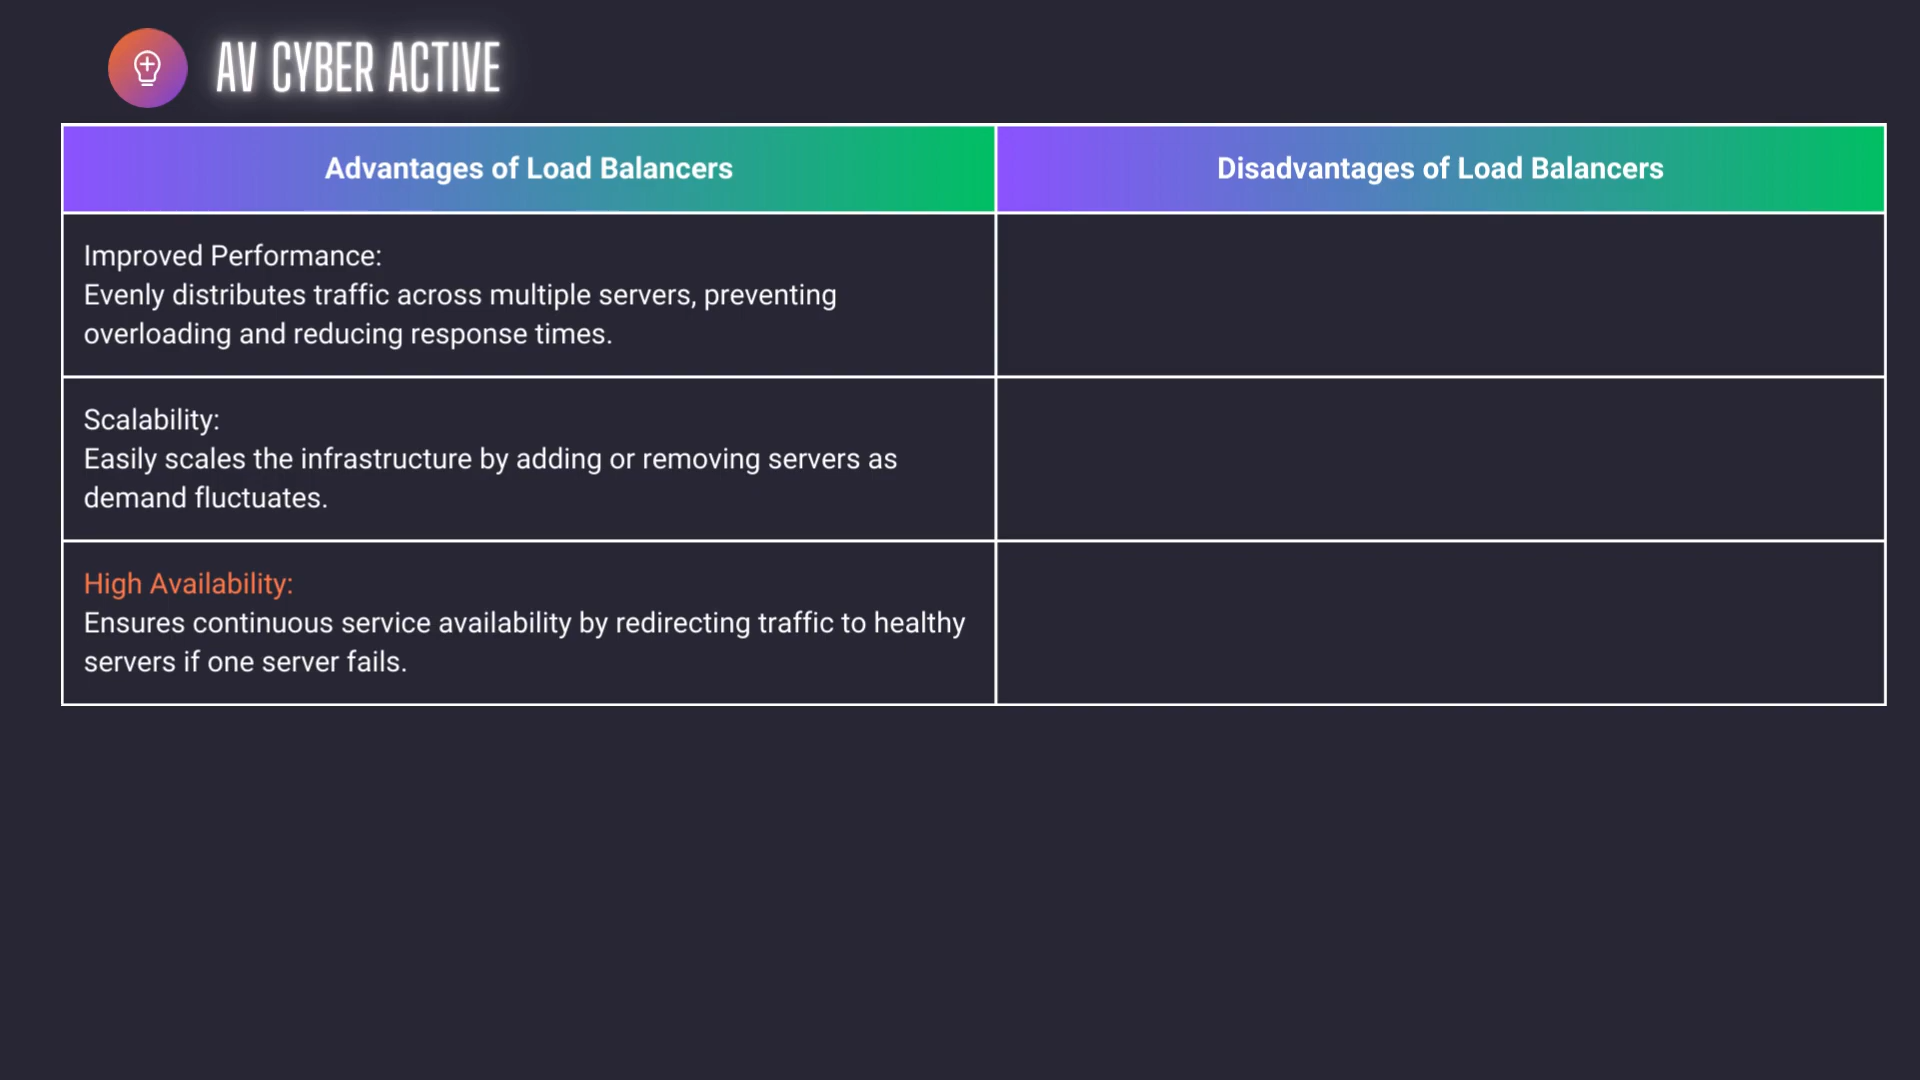 AV CYBER ACTIVE
Advantages of Load Balancers
Disadvantages of Load Balancers
Improved Performance:
Evenly distributes traffic across multiple servers, preventing
overloading and reducing response times.
Scalability:
Easily scales the infrastructure by adding or removing servers as
demand fluctuates.
High Availability:
Ensures continuous service availability by redirecting traffic to healthy
servers if one server fails.